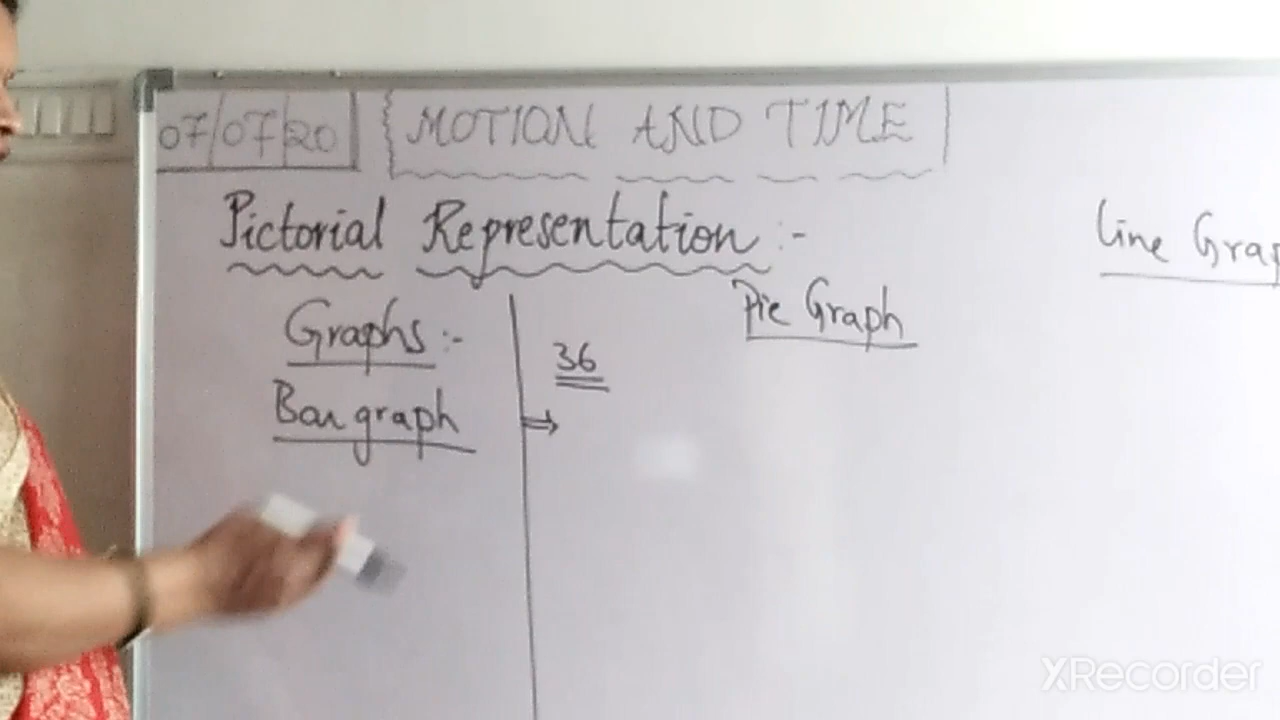 07/07/20 MOTION AND TIME
Pictorial Representation :-
Line Grap
Graphs :-
Pie Graph
36
Bar graph
⇒
XRecorder